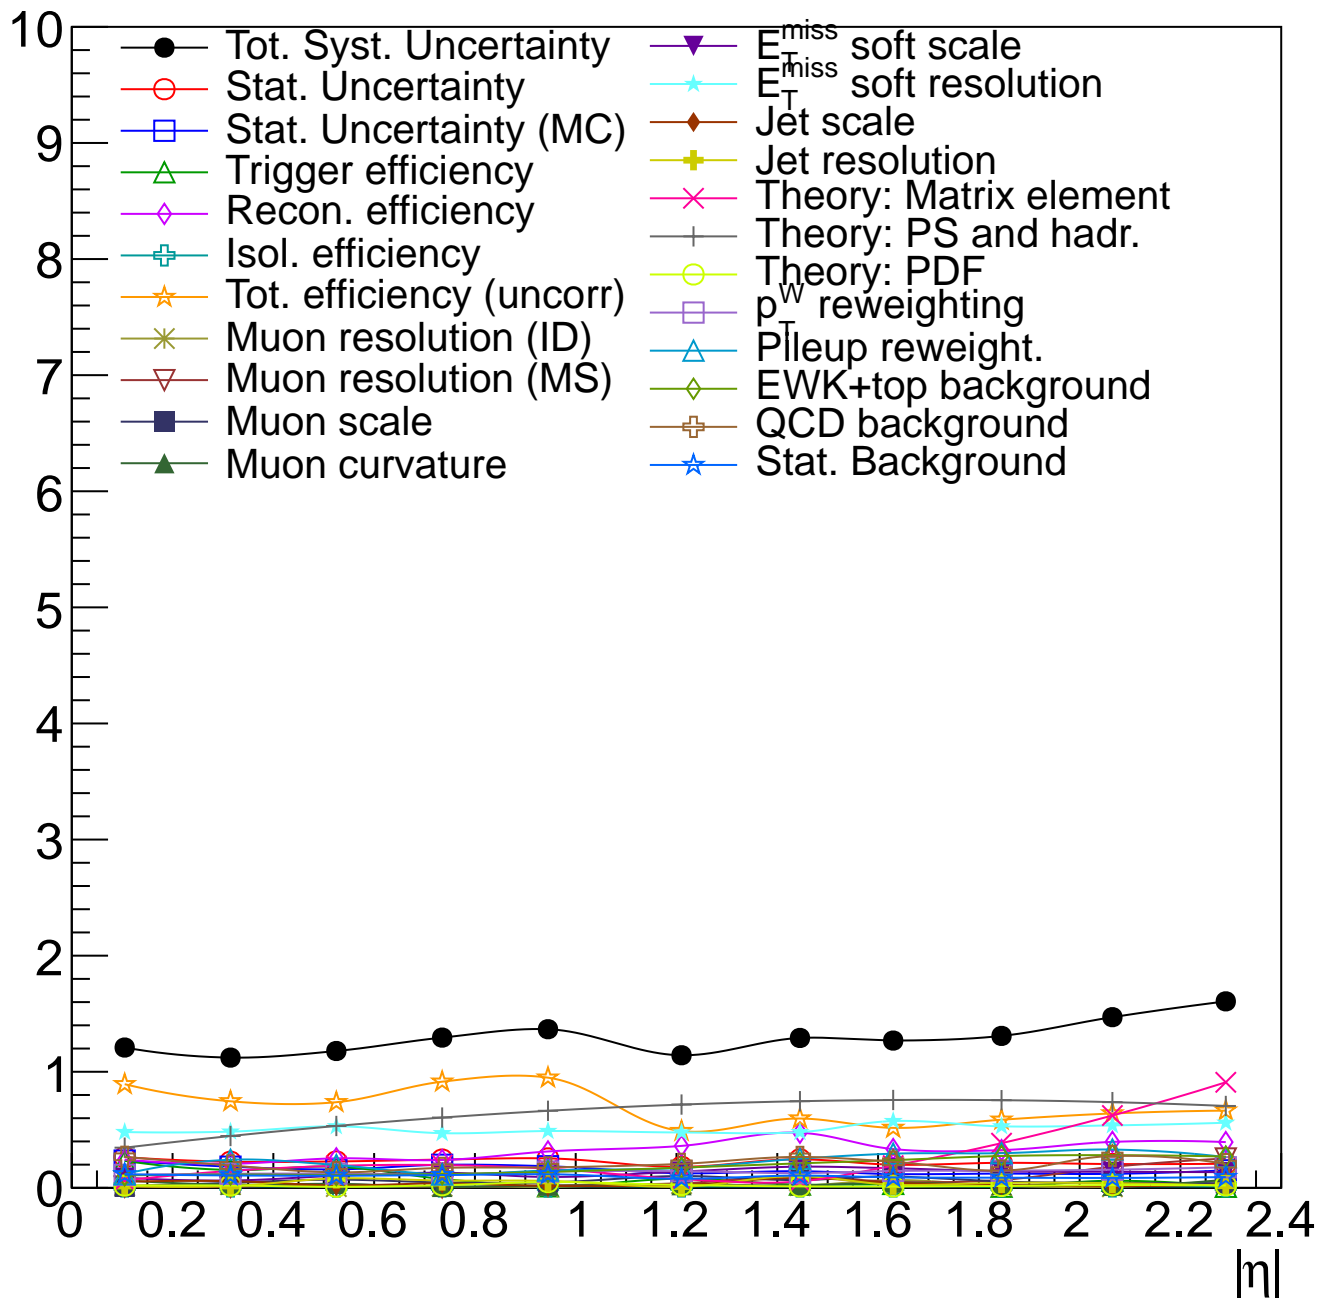 10
9
8
7
6
5
4
3
2
1
0
Tot. Syst. Uncertainty
Stat. Uncertainty
Stat. Uncertainty (MC)
Trigger efficiency
Recon. efficiency
Isol. efficiency
Tot. efficiency (uncorr)
Muon resolution (ID)
Muon resolution (MS)
Muon scale
Muon curvature
E_T^miss soft scale
E_T^miss soft resolution
Jet scale
Jet resolution
Theory: Matrix element
Theory: PS and hadr.
Theory: PDF
p_T^W reweighting
Pileup reweight.
EWK+top background
QCD background
Stat. Background
0 0.2 0.4 0.6 0.8 1 1.2 1.4 1.6 1.8 2 2.2 2.4
|η|